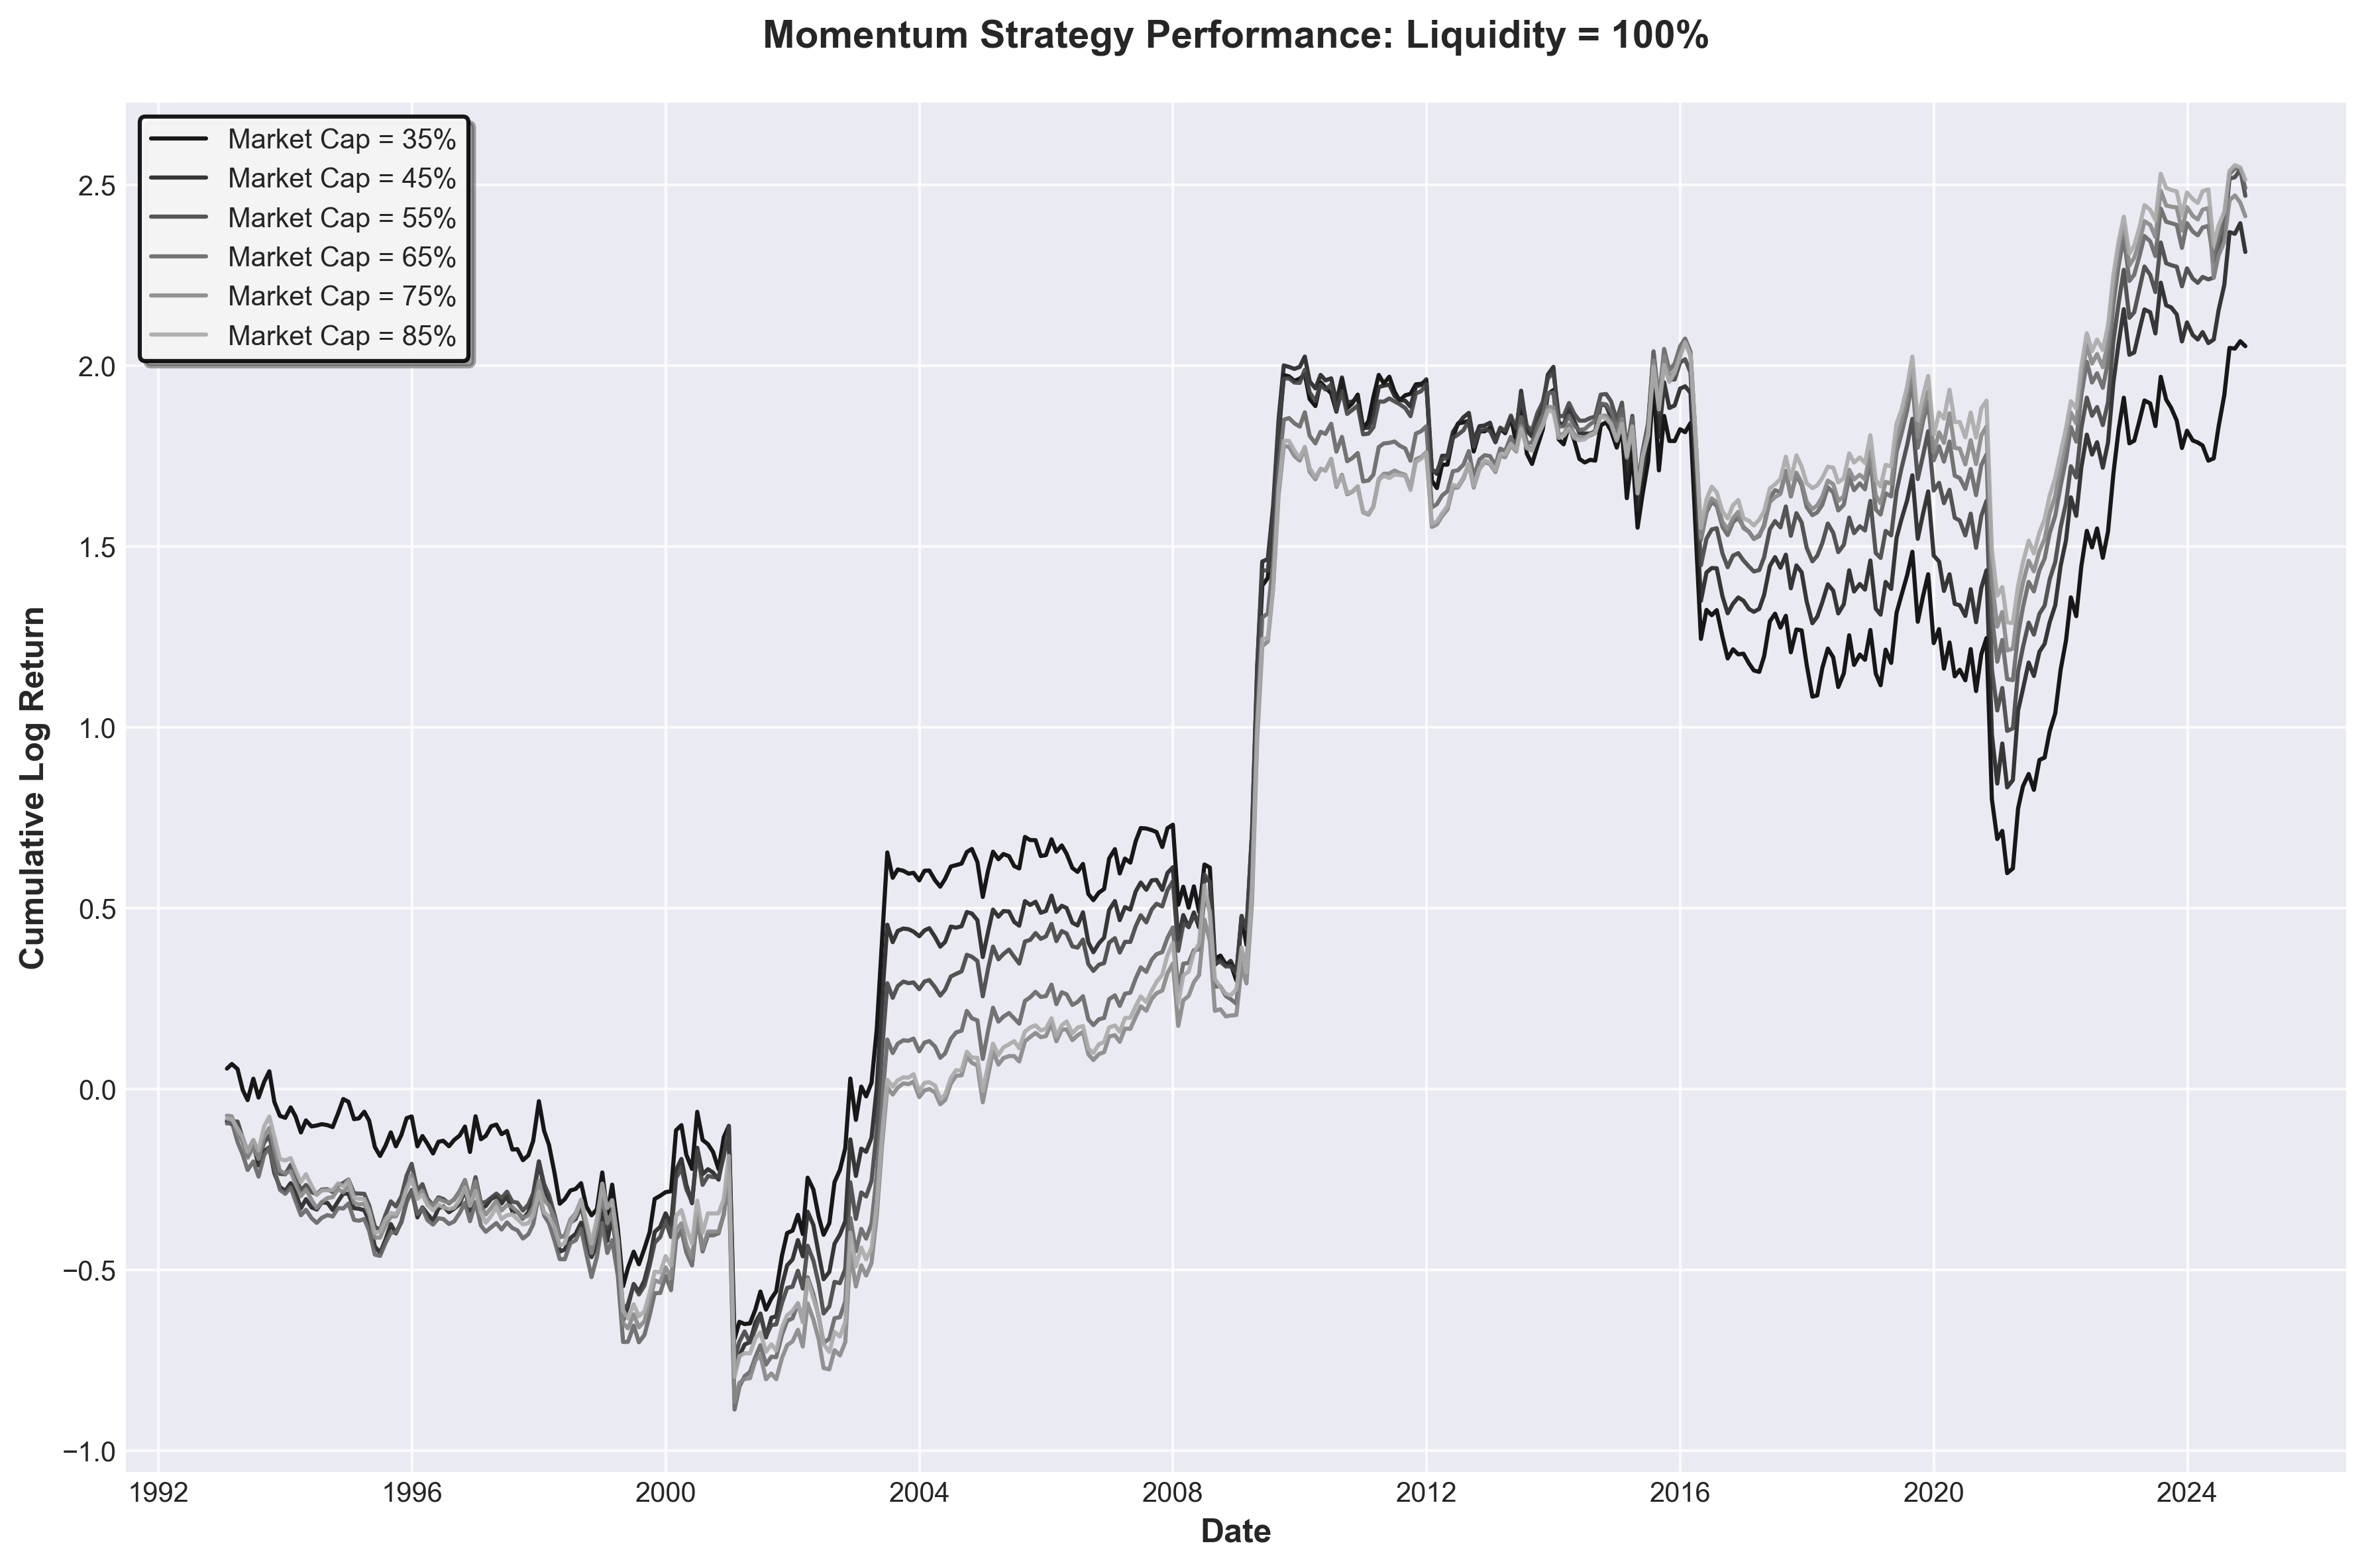 Momentum Strategy Performance: Liquidity = 100%
Market Cap = 35%
Market Cap = 45%
Market Cap = 55%
Market Cap = 65%
Market Cap = 75%
Market Cap = 85%
Cumulative Log Return
2.5
2.0
1.5
1.0
0.5
0.0
−0.5
−1.0
1992 1996 2000 2004 2008 2012 2016 2020 2024
Date